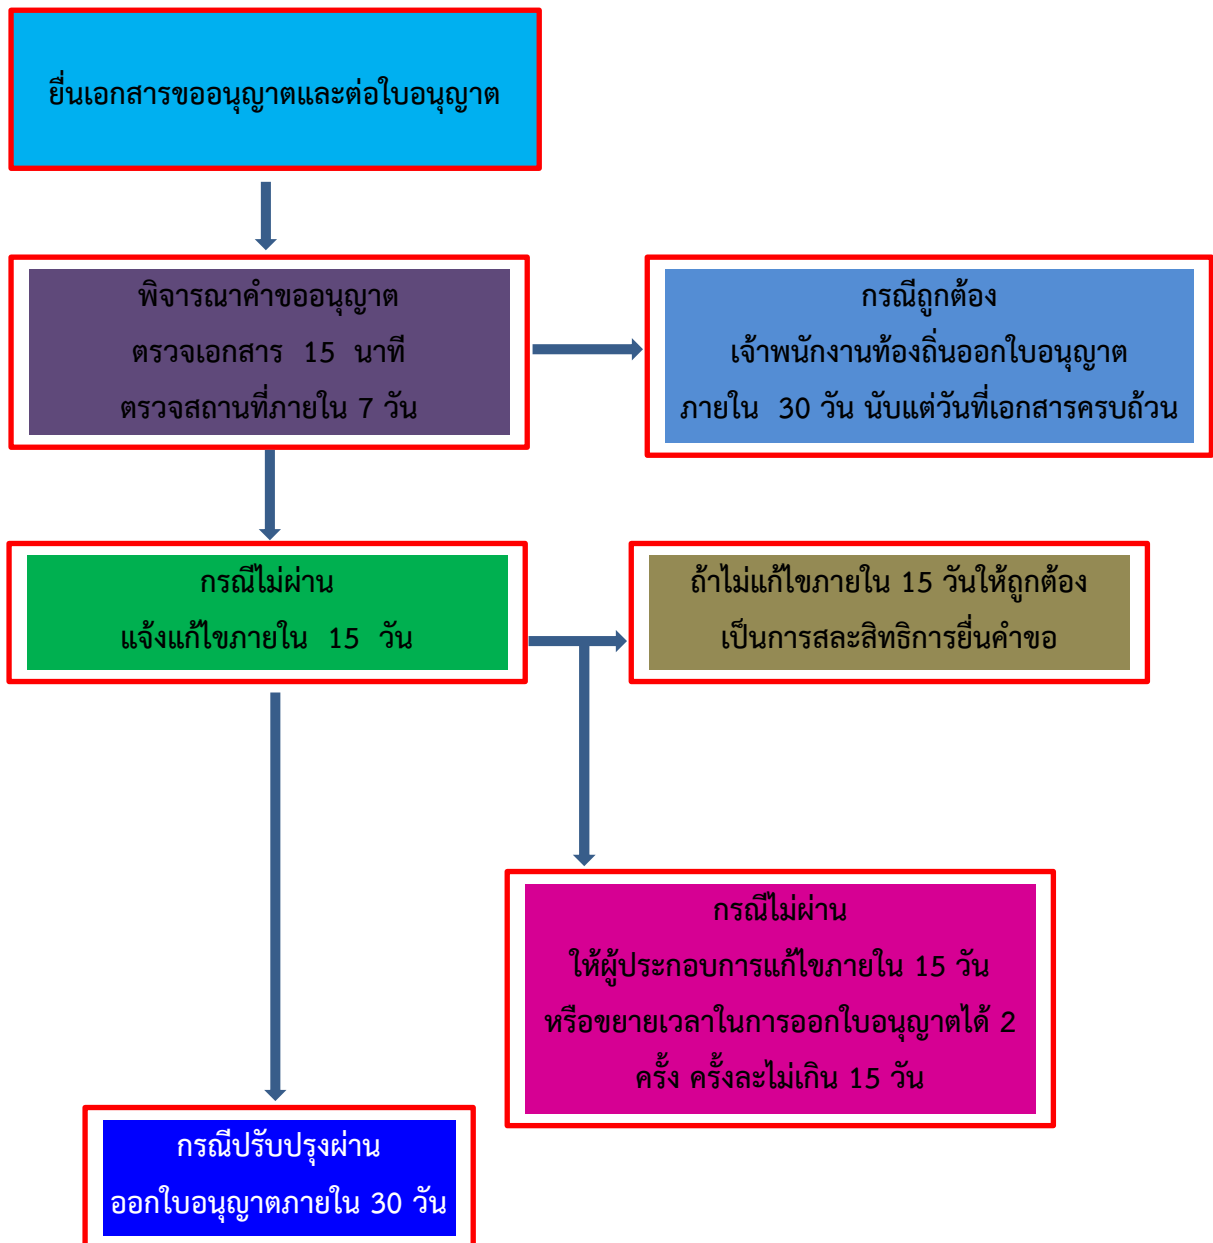 ยื่นเอกสารขออนุญาตและต่อใบอนุญาต
พิจารณาคำขออนุญาต
ตรวจเอกสาร 15 นาที
ตรวจสถานที่ภายใน 7 วัน
กรณีถูกต้อง
เจ้าพนักงานท้องถิ่นออกใบอนุญาต
ภายใน 30 วัน นับแต่วันที่เอกสารครบถ้วน
กรณีไม่ผ่าน
แจ้งแก้ไขภายใน 15 วัน
ถ้าไม่แก้ไขภายใน 15 วันให้ถูกต้อง
เป็นการสละสิทธิการยื่นคำขอ
กรณีไม่ผ่าน
ให้ผู้ประกอบการแก้ไขภายใน 15 วัน
หรือขยายเวลาในการออกใบอนุญาตได้ 2
ครั้ง ครั้งละไม่เกิน 15 วัน
กรณีปรับปรุงผ่าน
ออกใบอนุญาตภายใน 30 วัน